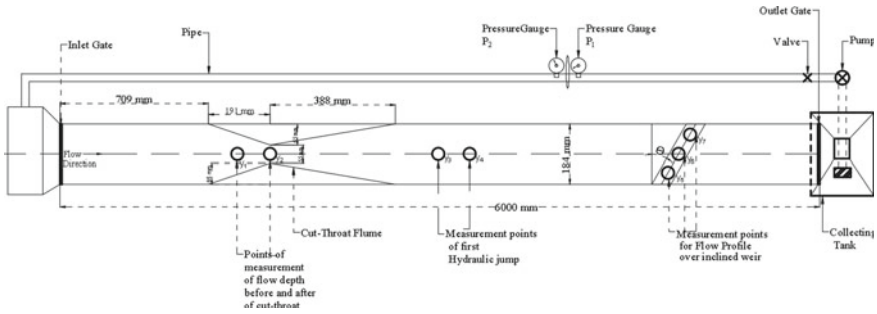 Outlet Gate
PressureGauge
P2
Pressure Gauge
P1
Inlet Gate
Pipe
Valve
Pump
709 mm
191 mm
388 mm
Flow
Direction
184 mm
θ
6000 mm
Cut-Throat Flume
Points of
measurement
of flow depth
before and after
of cut-throat
Measurement points
of first
Hydraulic jump
Measurement points
for Flow Profile
over inclined weir
Collecting
Tank